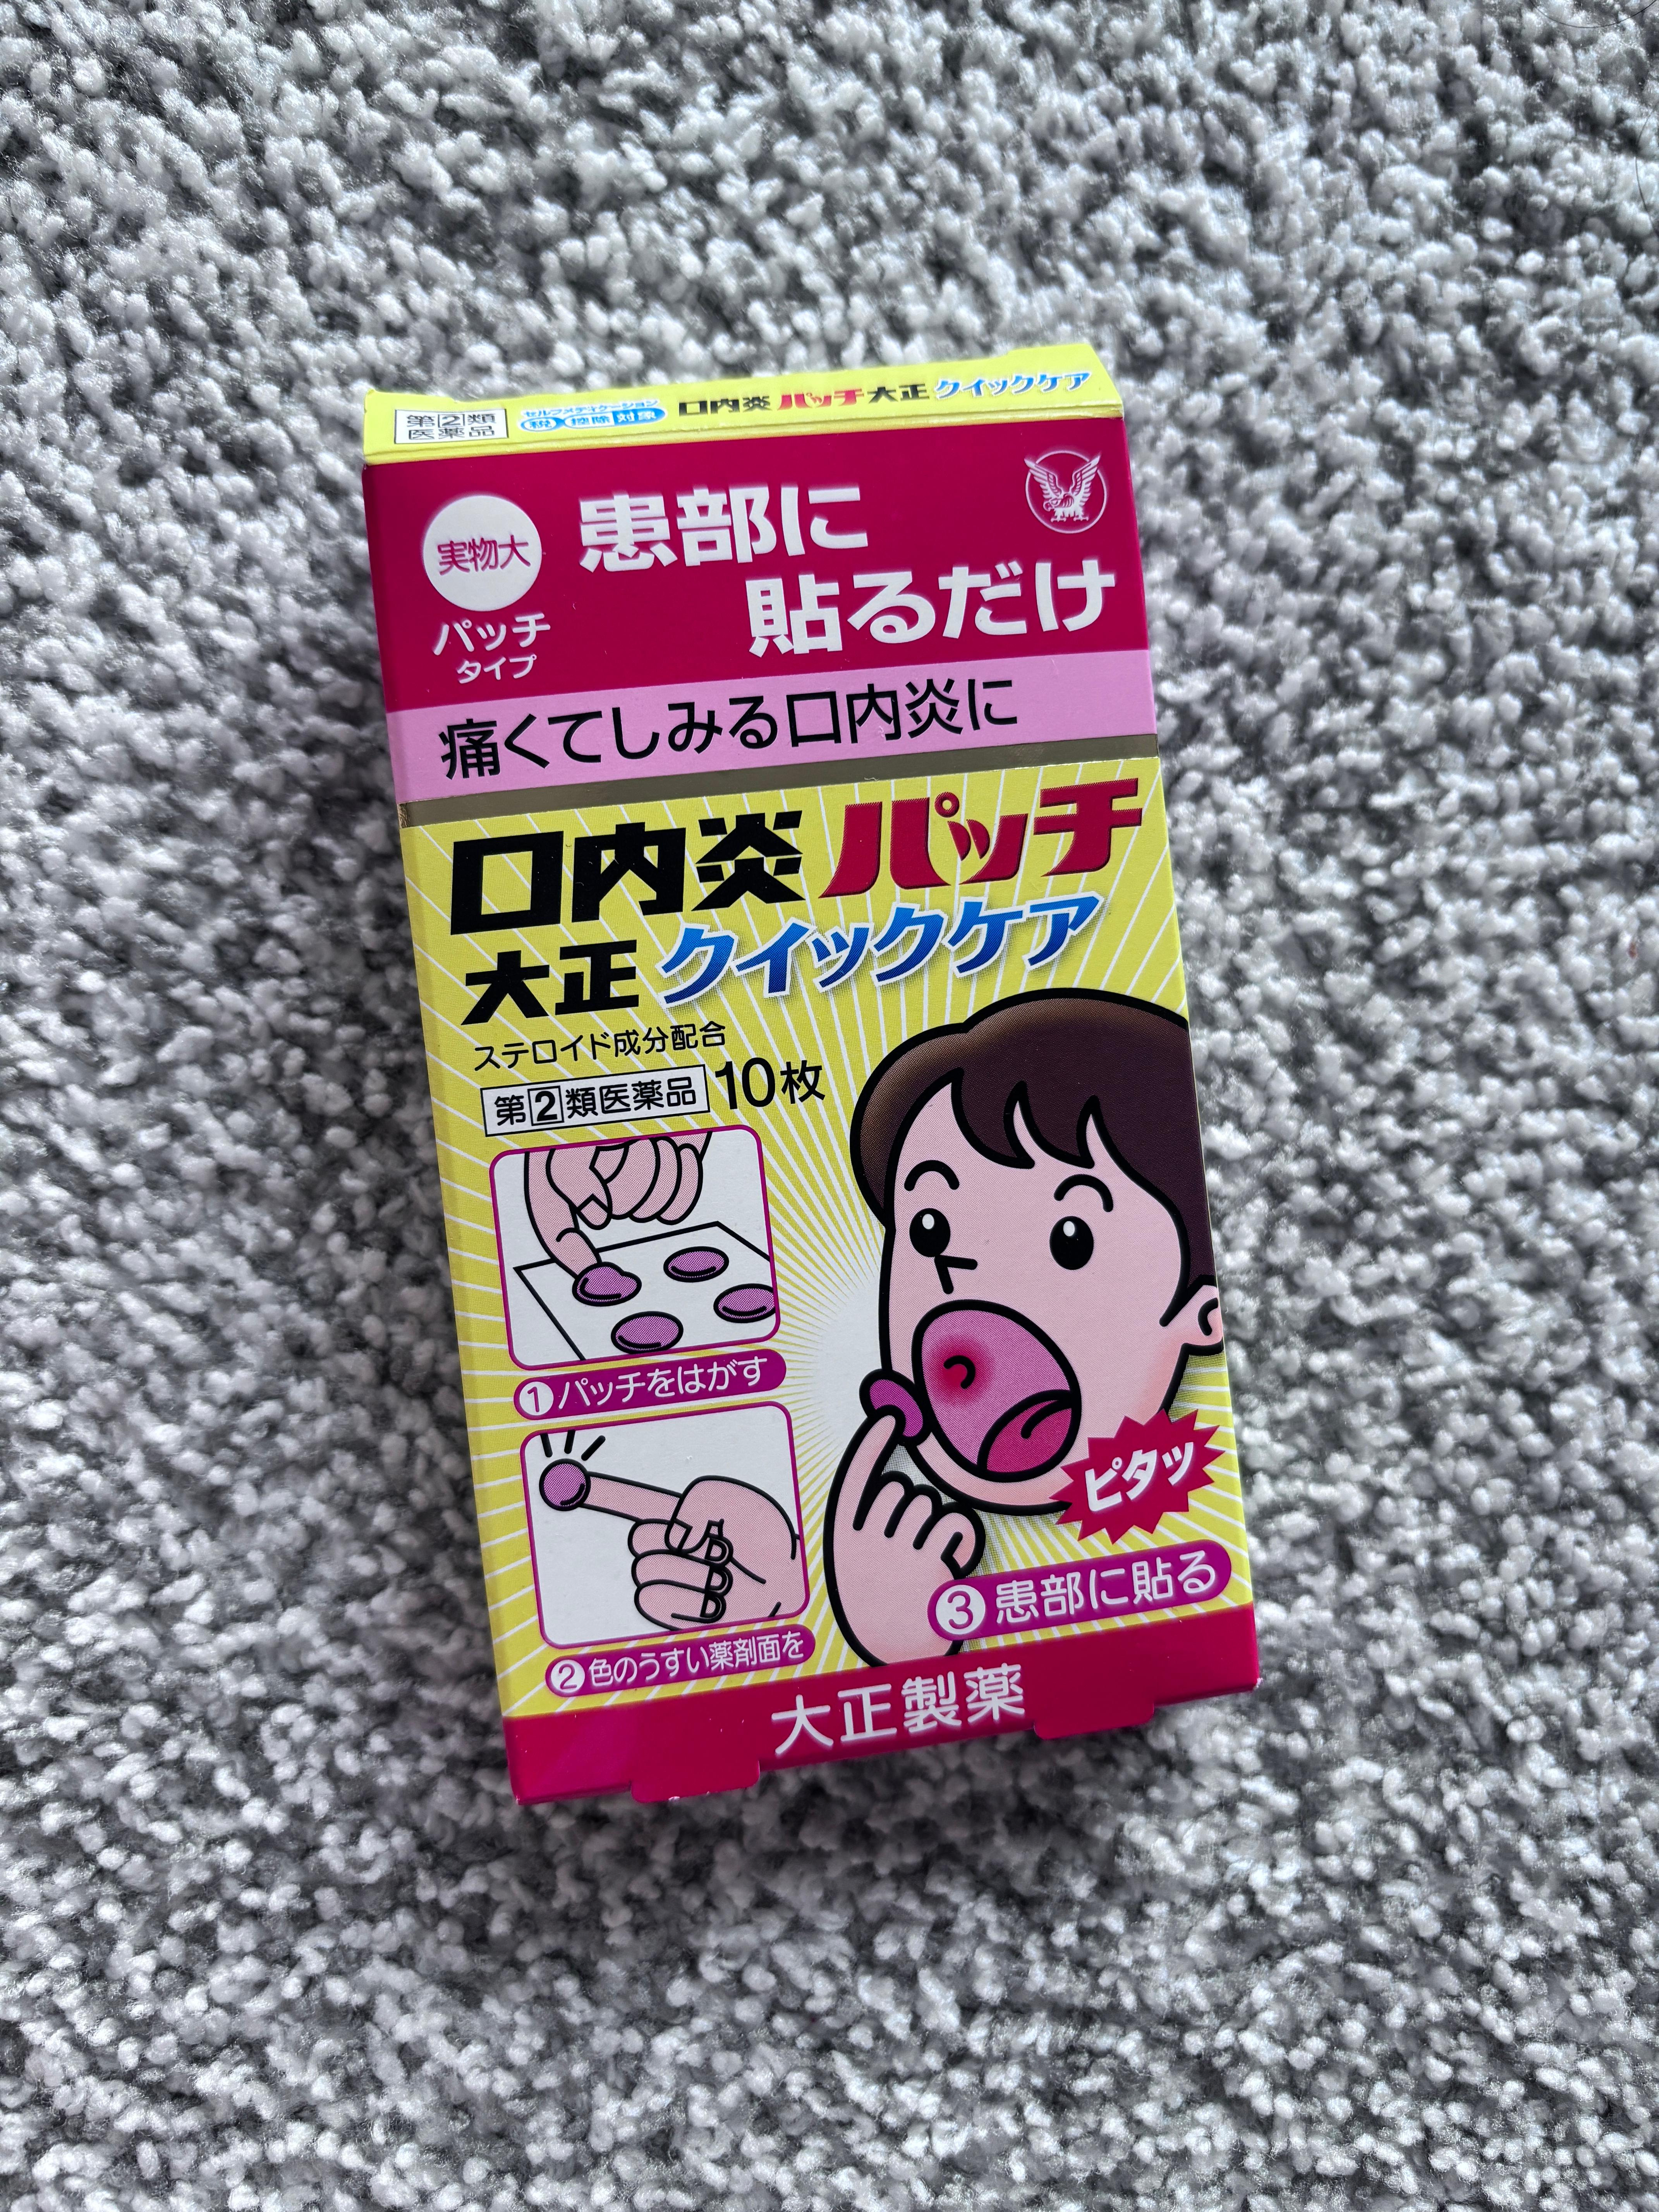 第②類
医薬品
セルフメディケーション
税 控除 対象
口内炎 パッチ 大正 クイックケア
実物大
パッチ
タイプ
患部に
貼るだけ
痛くてしみる口内炎に
口内炎 パッチ
大正 クイックケア
ステロイド成分配合
第②類医薬品 10枚
①パッチをはがす
②色のうすい薬剤面を
ピタッ
③患部に貼る
大正製薬